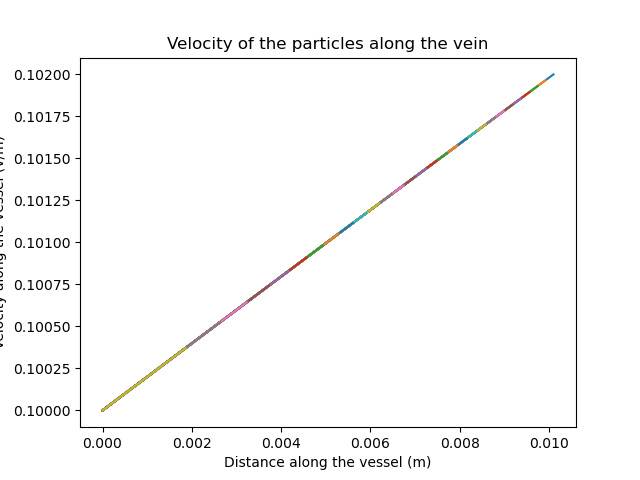 Velocity of the particles along the vein
0.10200
0.10175
0.10150
0.10125
0.10100
0.10075
0.10050
0.10025
0.10000
velocity along the vessel (v/m)
0.000 0.002 0.004 0.006 0.008 0.010
Distance along the vessel (m)